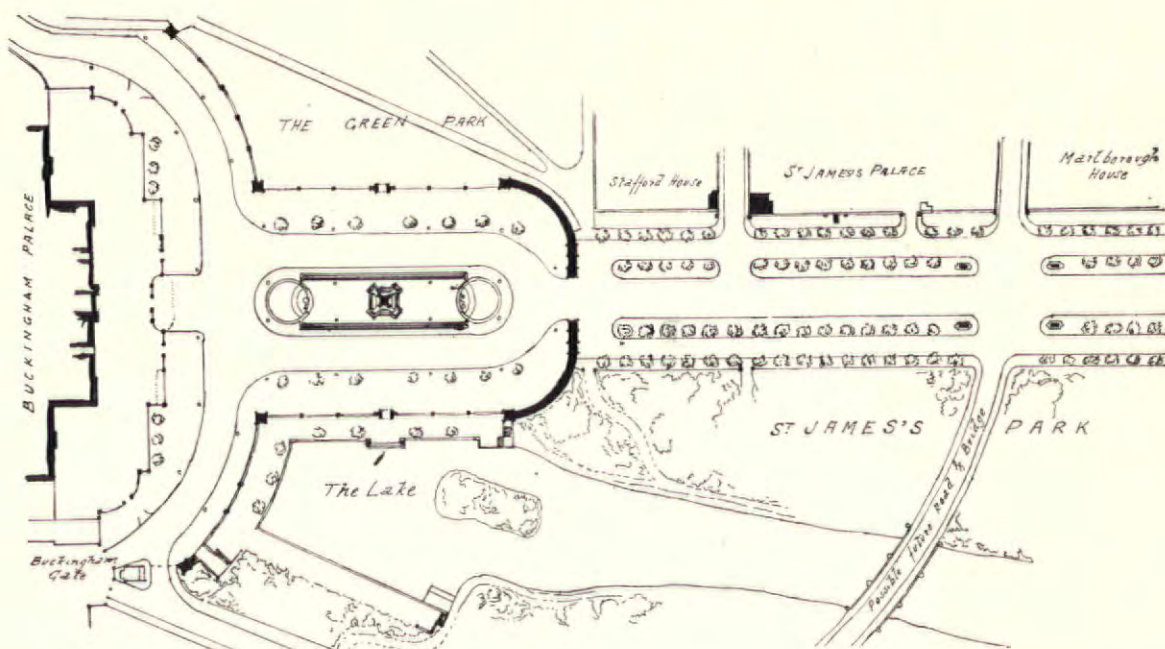 THE GREEN PARK
Stafford House
ST JAMES'S PALACE
Marlborough
House
BUCKINGHAM PALACE
ST JAMES'S PARK
The Lake
Possible future Road & Bridge
Buckingham
Gate